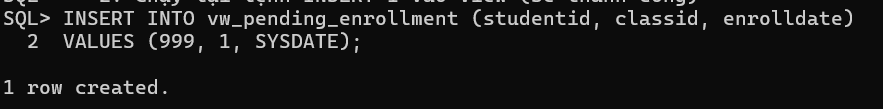 SQL> INSERT INTO vw_pending_enrollment (studentid, classid, enrolldate)
  2  VALUES (999, 1, SYSDATE);
1 row created.